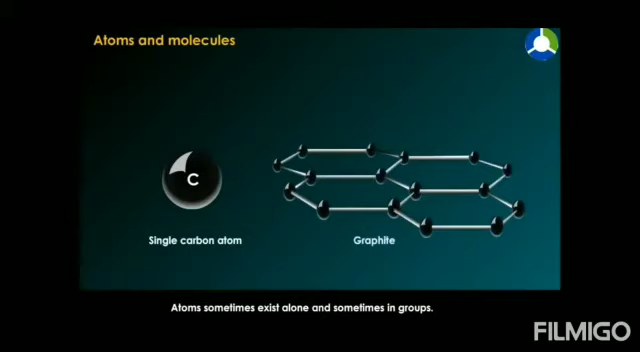 Atoms and molecules
C
Single carbon atom
Graphite
Atoms sometimes exist alone and sometimes in groups.
FILMIGO